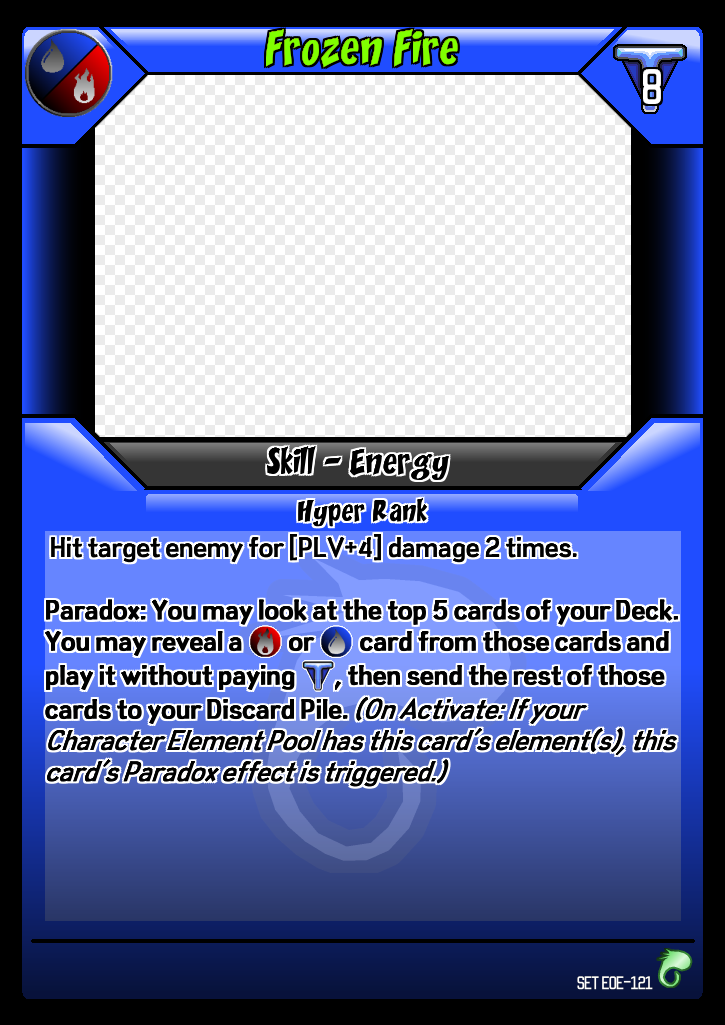 Frozen Fire
8
Skill - Energy
Hyper Rank
Hit target enemy for [PLV+4] damage 2 times.
Paradox: You may look at the top 5 cards of your Deck.
You may reveal a or card from those cards and
play it without paying , then send the rest of those
cards to your Discard Pile. (On Activate: If your
Character Element Pool has this card's element(s), this
card's Paradox effect is triggered.)
SET EOE-121